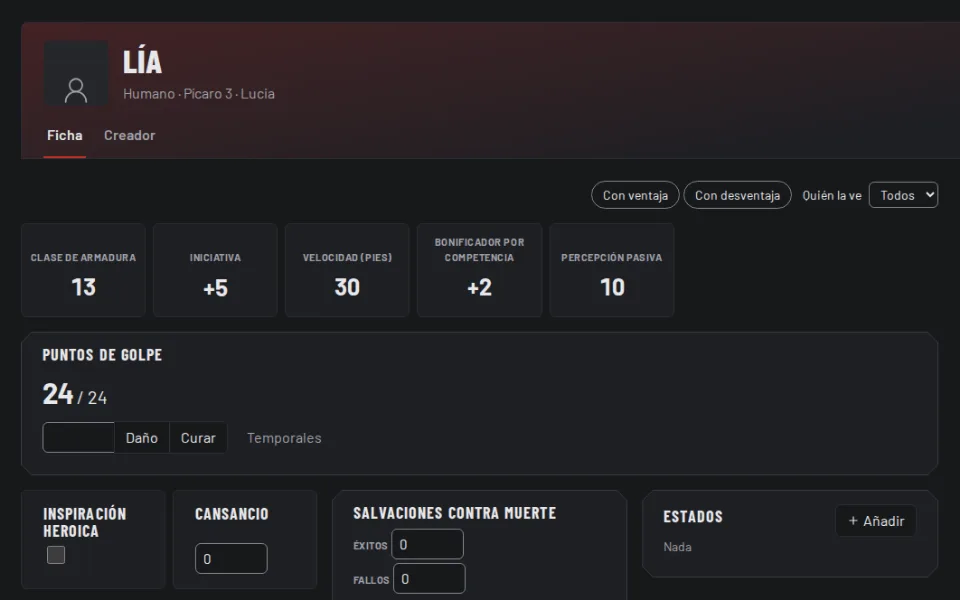 LÍA
Humano · Pícaro 3 · Lucía
Ficha Creador
Con ventaja Con desventaja Quién la ve Todos
CLASE DE ARMADURA
13
INICIATIVA
+5
VELOCIDAD (PIES)
30
BONIFICADOR POR
COMPETENCIA
+2
PERCEPCIÓN PASIVA
10
PUNTOS DE GOLPE
24 / 24
Daño Curar Temporales
INSPIRACIÓN
HEROICA
CANSANCIO
0
SALVACIONES CONTRA MUERTE
ÉXITOS 0
FALLOS 0
ESTADOS
+ Añadir
Nada